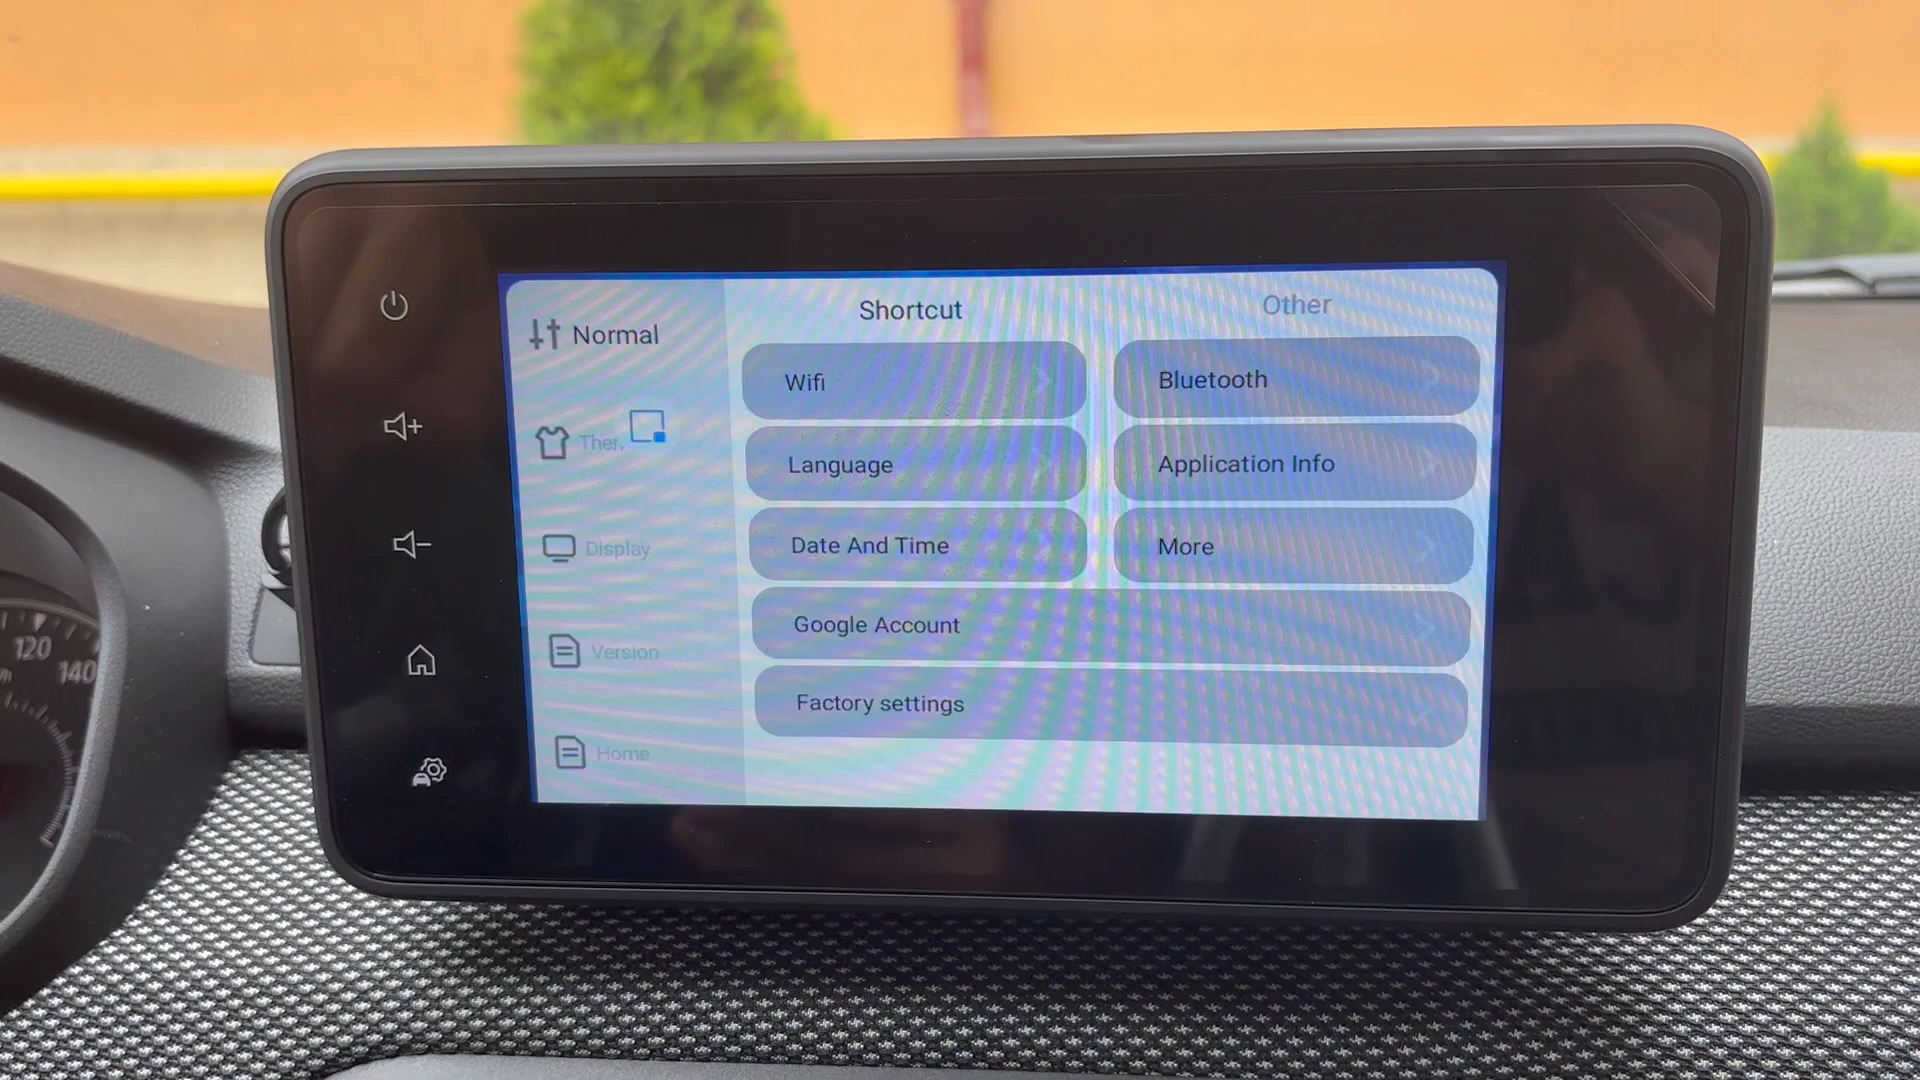 Normal
Ther.
Display
Version
Home
Shortcut
Other
Wifi
Bluetooth
Language
Application Info
Date And Time
More
Google Account
Factory settings
120
140